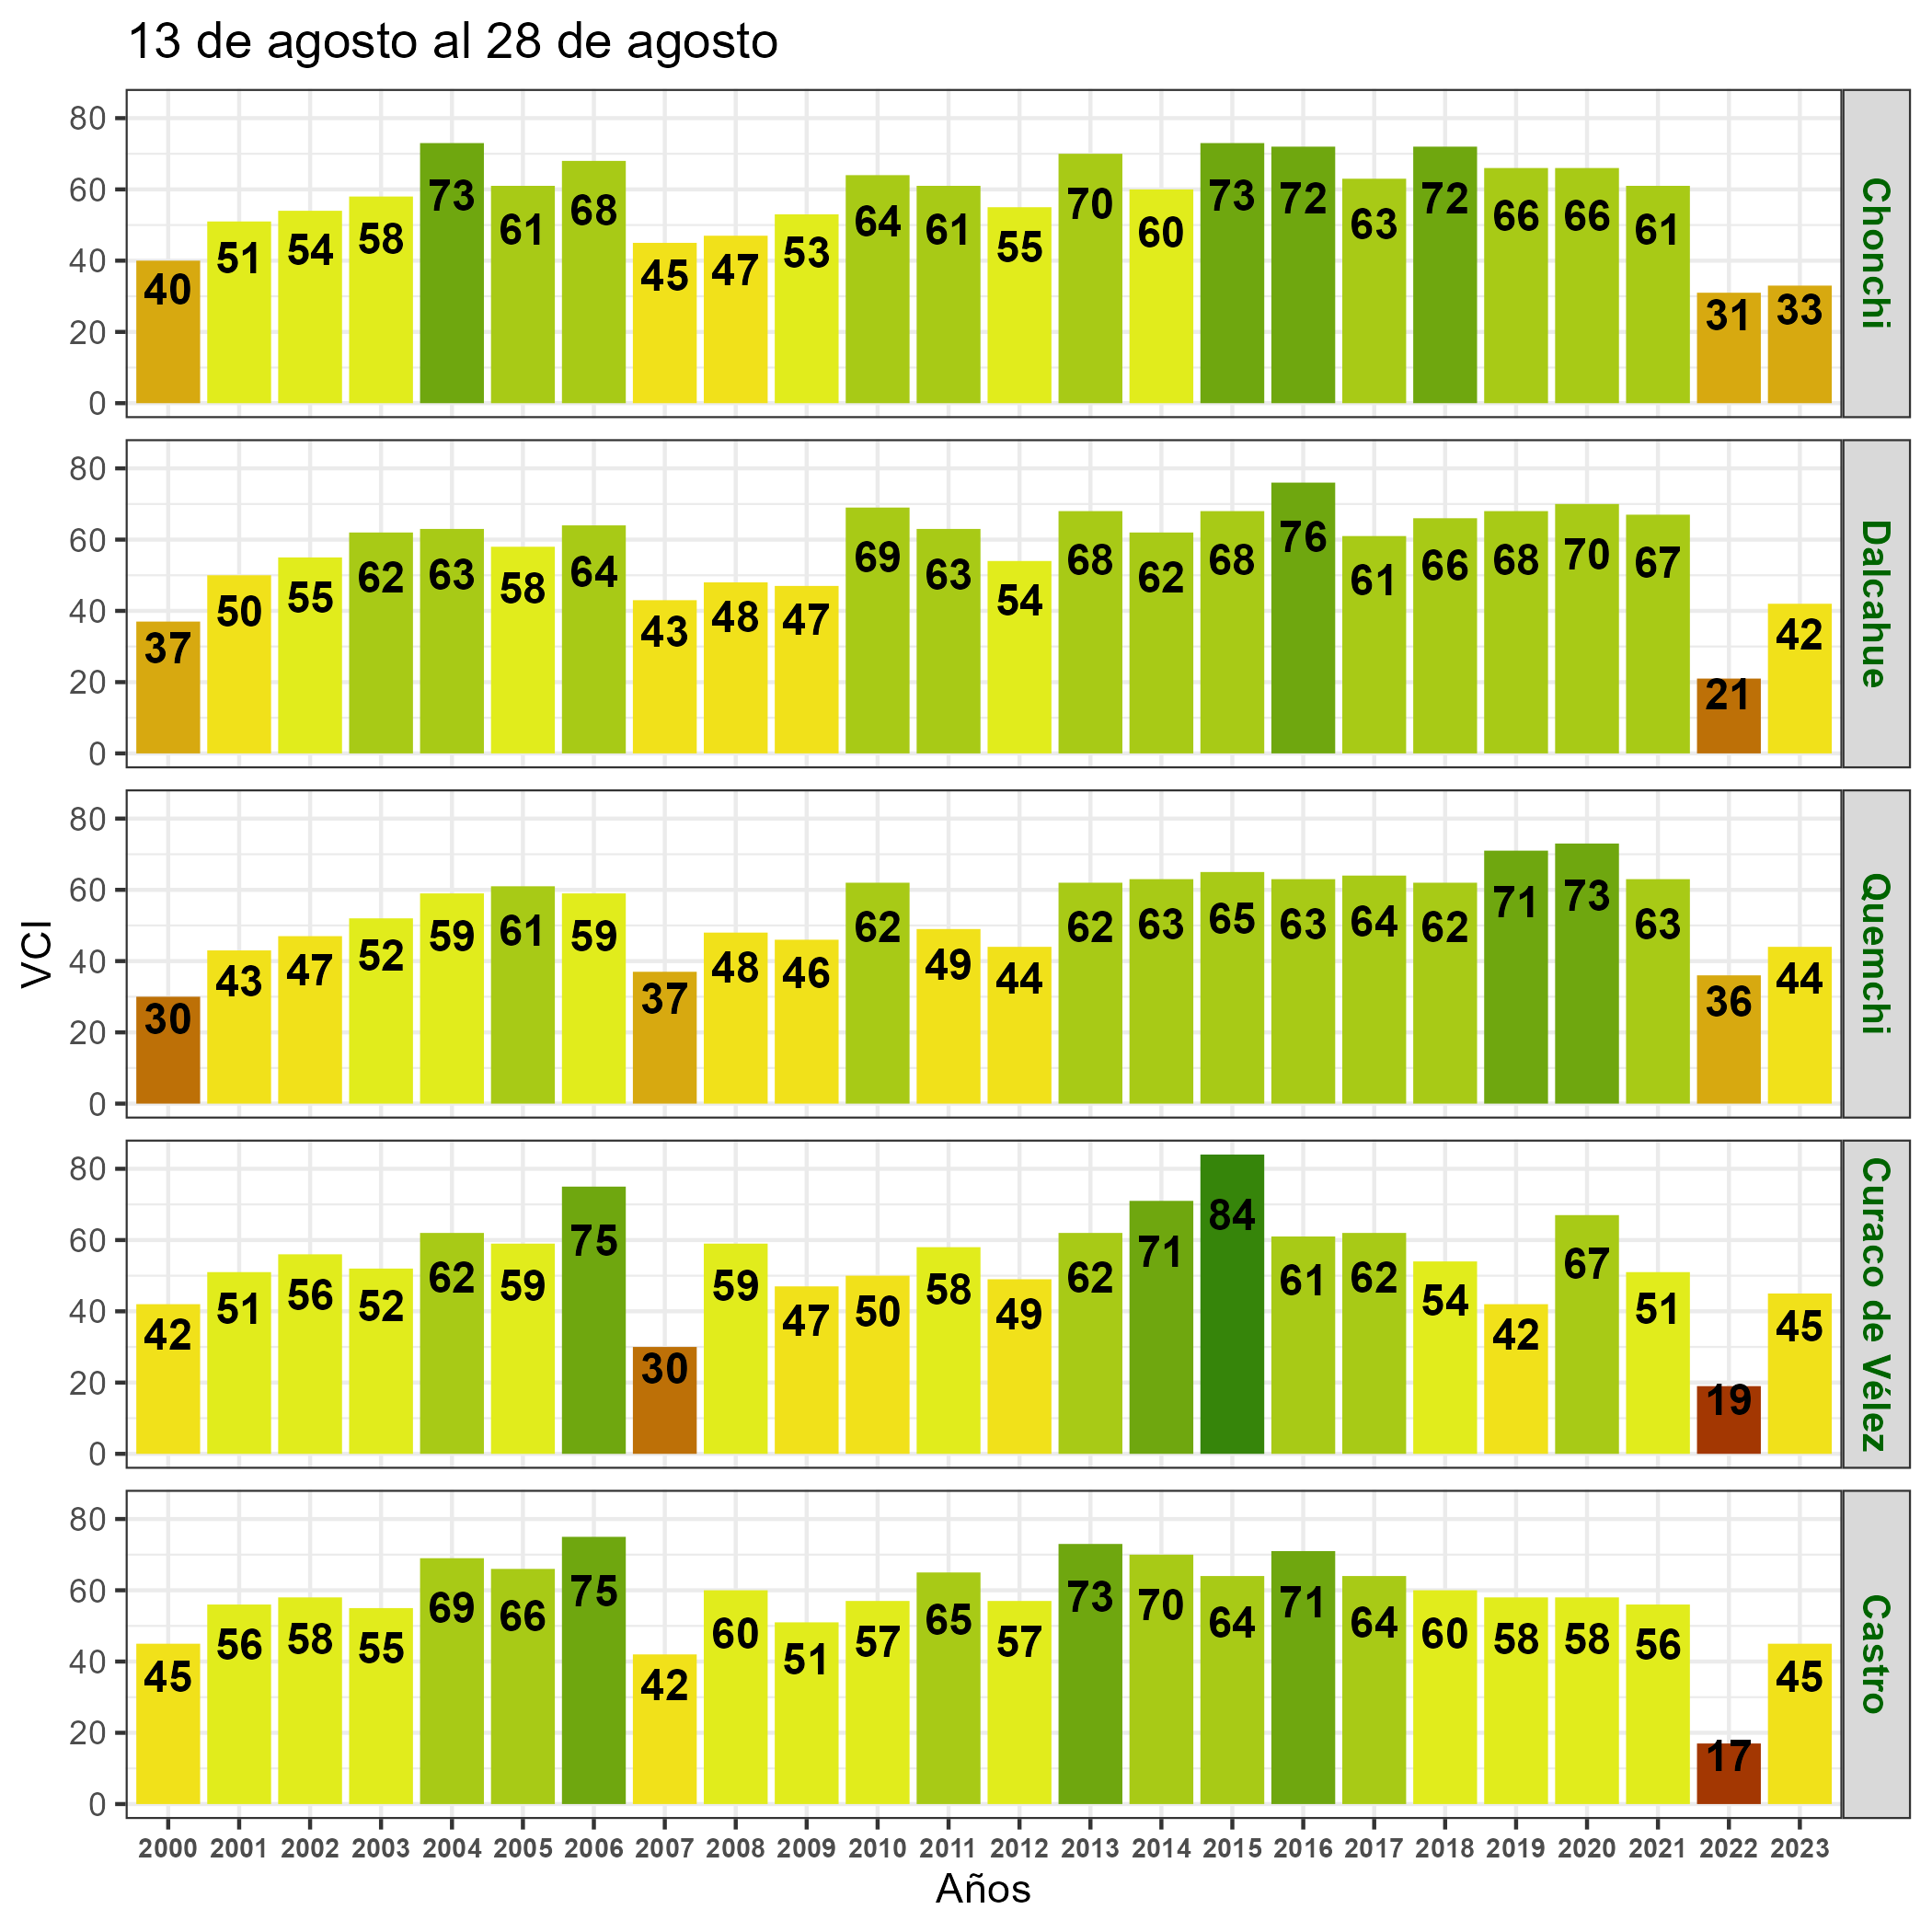 13 de agosto al 28 de agosto
80
60
40
20
0
40 51 54 58 73 61 68 45 47 53 64 61 55 70 60 73 72 63 72 66 66 61 31 33
Chonchi
80
60
40
20
0
37 50 55 62 63 58 64 43 48 47 69 63 54 68 62 68 76 61 66 68 70 67 21 42
Dalcahue
80
60
40
20
0
30 43 47 52 59 61 59 37 48 46 62 49 44 62 63 65 63 64 62 71 73 63 36 44
Quemchi
VCI
80
60
40
20
0
42 51 56 52 62 59 75 30 59 47 50 58 49 62 71 84 61 62 54 42 67 51 19 45
Curaco de Vélez
80
60
40
20
0
45 56 58 55 69 66 75 42 60 51 57 65 57 73 70 64 71 64 60 58 58 56 17 45
Castro
2000 2001 2002 2003 2004 2005 2006 2007 2008 2009 2010 2011 2012 2013 2014 2015 2016 2017 2018 2019 2020 2021 2022 2023
Años